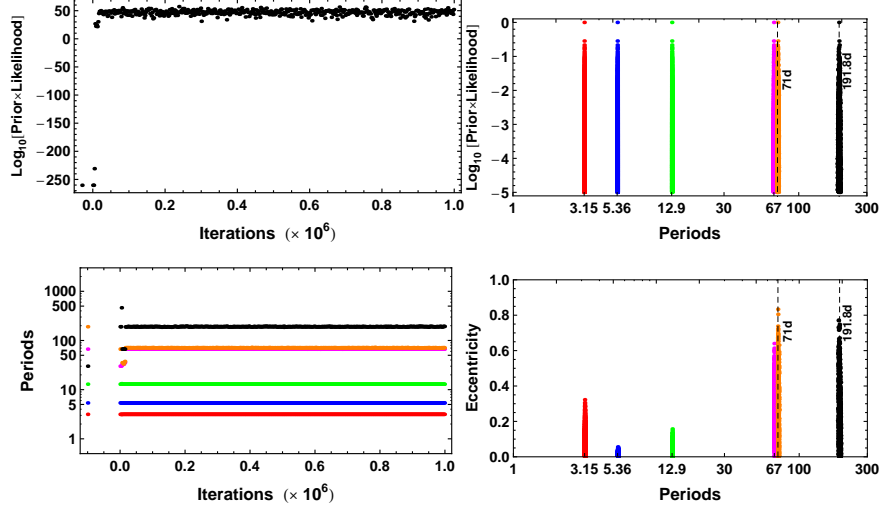 Log10[Prior×Likelihood]
50
0
−50
−100
−150
−200
−250
0.0 0.2 0.4 0.6 0.8 1.0
Iterations (× 10^6)
Log10 [Prior×Likelihood]
0
−1
−2
−3
−4
−5
71d
191.8d
1 3.15 5.36 12.9 30 67 100 300
Periods
Periods
1000
500
100
50
10
5
1
0.0 0.2 0.4 0.6 0.8 1.0
Iterations (× 10^6)
Eccentricity
1.0
0.8
0.6
0.4
0.2
0.0
71d
191.8d
1 3.15 5.36 12.9 30 67 100 300
Periods